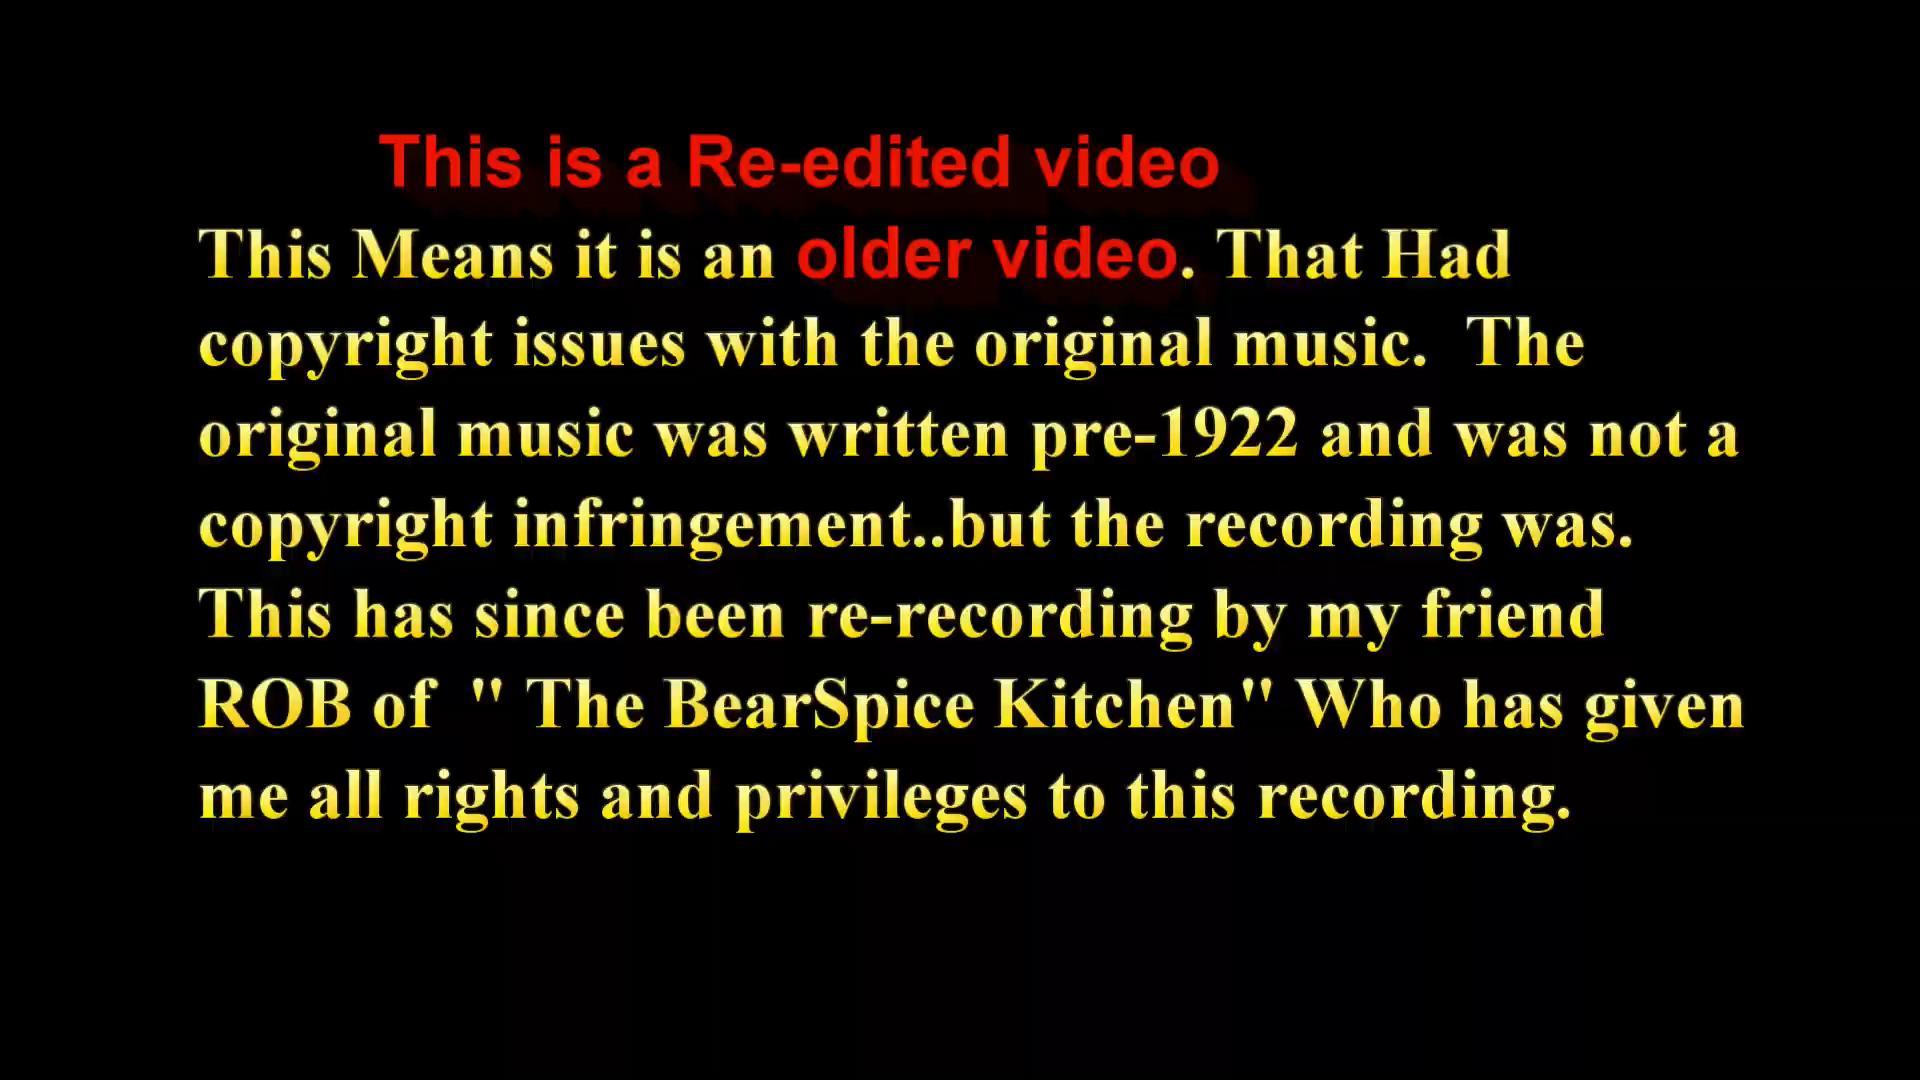 This is a Re-edited video
This Means it is an older video. That Had
copyright issues with the original music.  The
original music was written pre-1922 and was not a
copyright infringement..but the recording was.
This has since been re-recording by my friend
ROB of  " The BearSpice Kitchen" Who has given
me all rights and privileges to this recording.